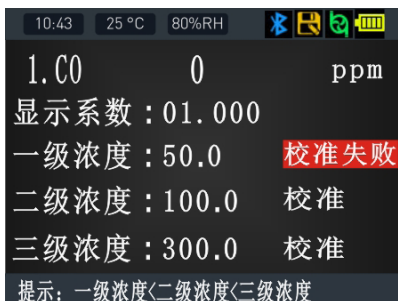 10:43 25 °C 80%RH
1.CO 0 ppm
显示系数:01.000
一级浓度:50.0 校准失败
二级浓度:100.0 校准
三级浓度:300.0 校准
提示: 一级浓度<二级浓度<三级浓度